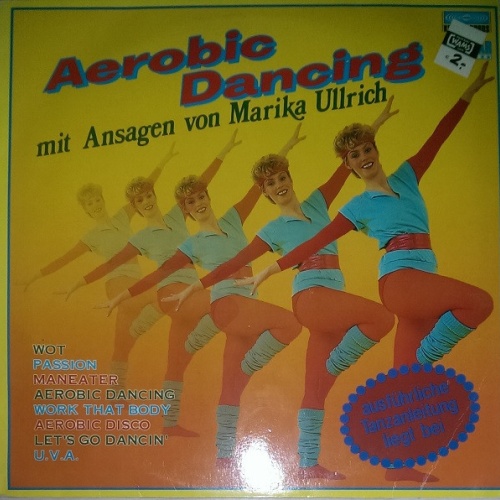 Aerobic
Dancing
mit Ansagen von Marika Ullrich
WOT
PASSION
MANEATER
AEROBIC DANCING
WORK THAT BODY
AEROBIC DISCO
LET'S GO DANCIN'
U.V.A.
ausführliche
Tanzanleitung
liegt bei
2.-